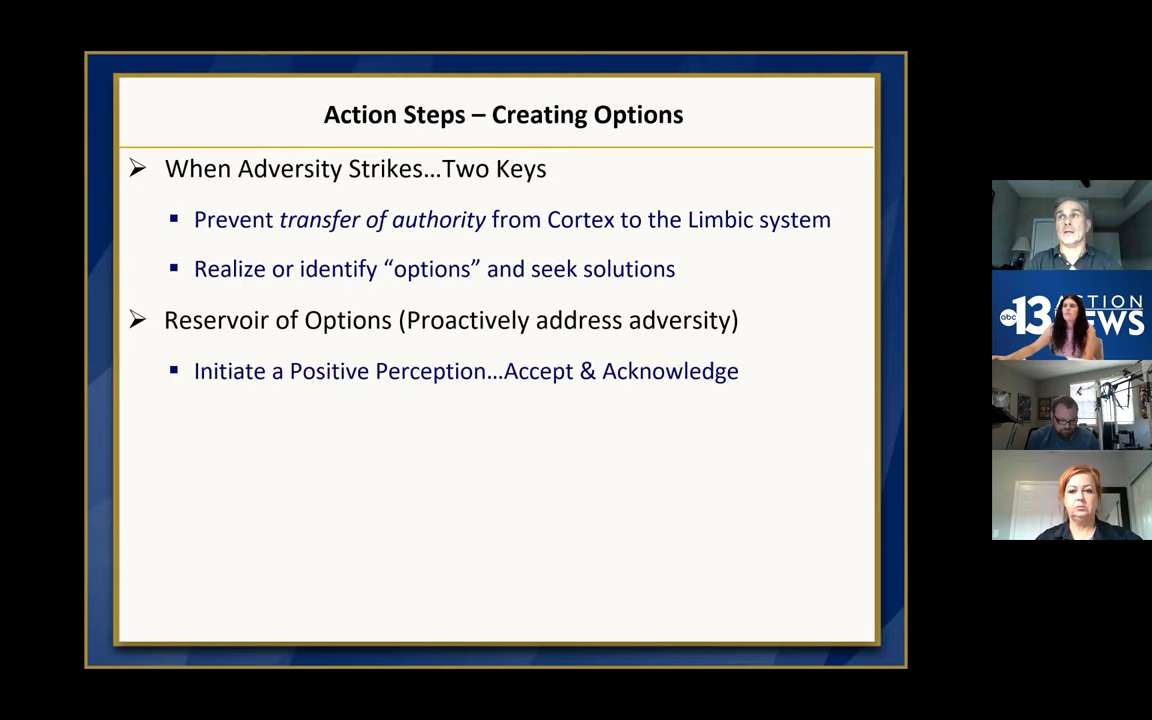 Action Steps – Creating Options
➢ When Adversity Strikes…Two Keys
▪ Prevent transfer of authority from Cortex to the Limbic system
▪ Realize or identify “options” and seek solutions
➢ Reservoir of Options (Proactively address adversity)
▪ Initiate a Positive Perception…Accept & Acknowledge
abc 13 ACTION
NEWS